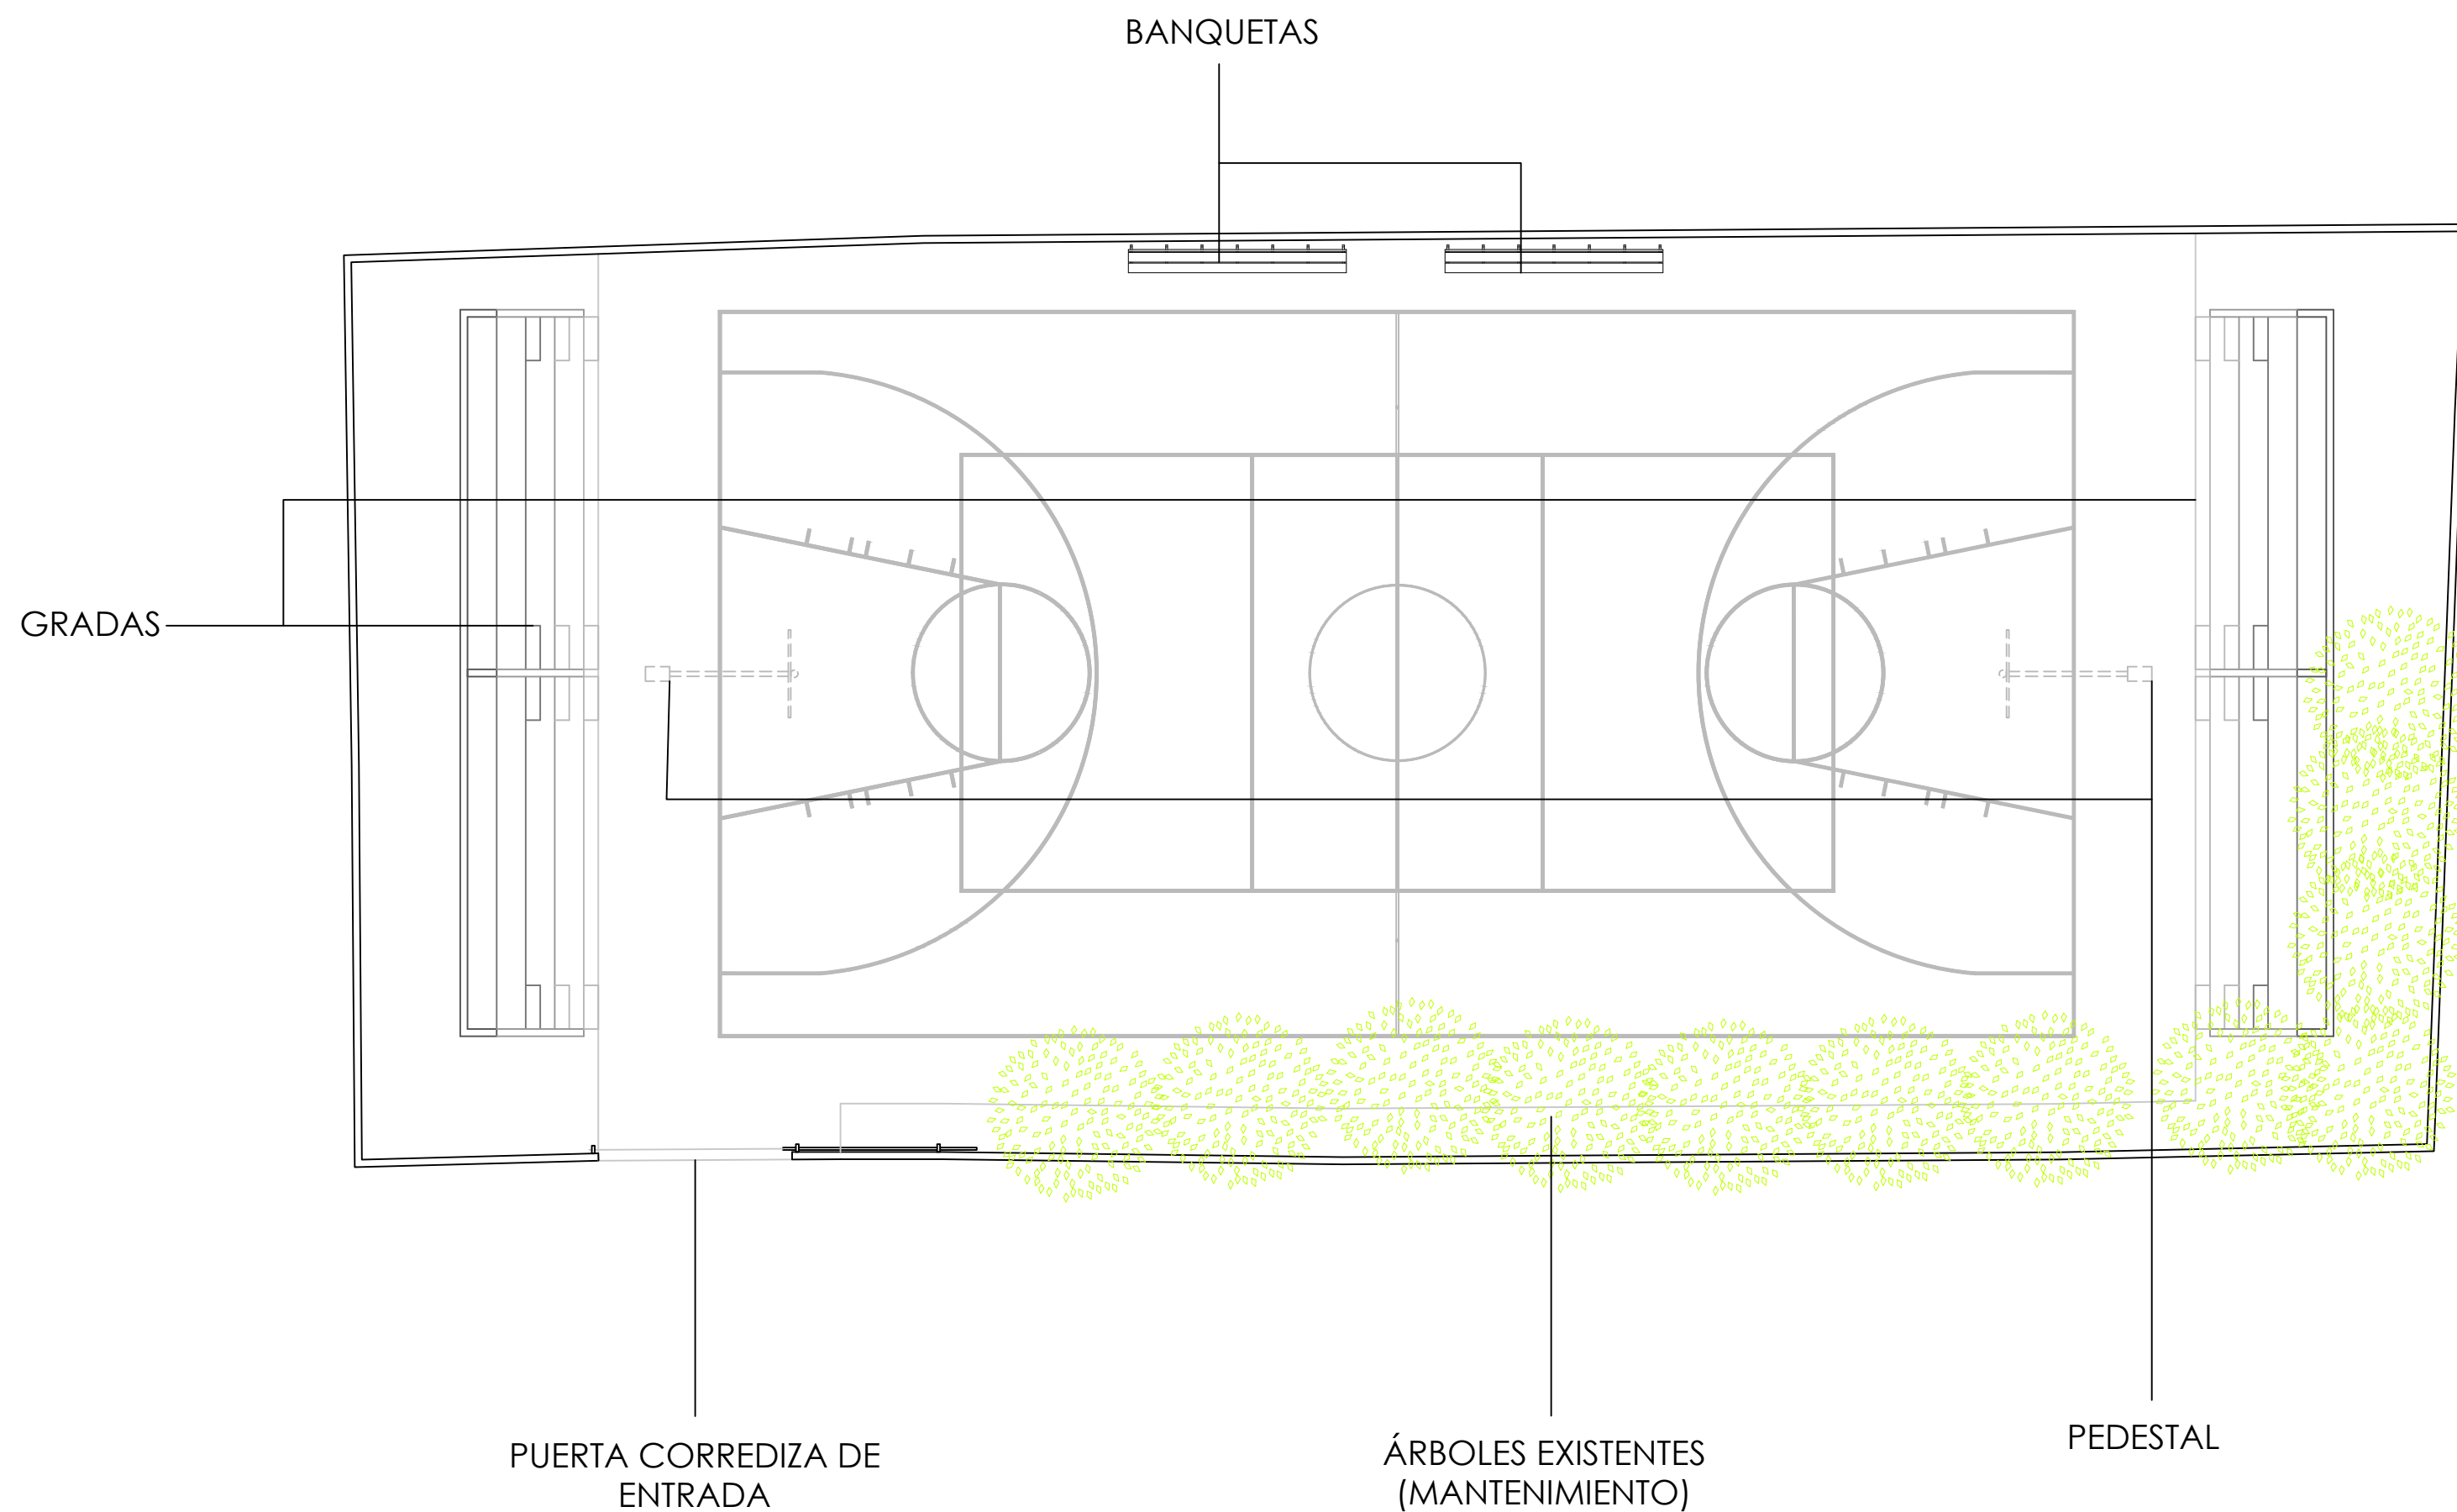 BANQUETAS
GRADAS
PUERTA CORREDIZA DE
ENTRADA
ÁRBOLES EXISTENTES
(MANTENIMIENTO)
PEDESTAL